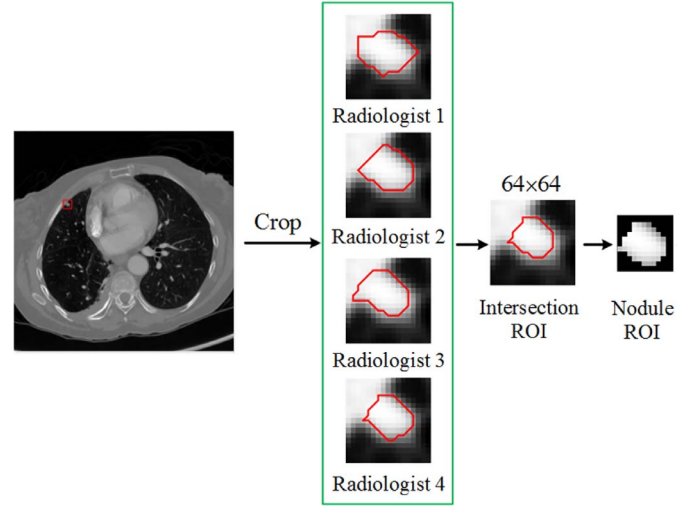 Radiologist 1
Crop
Radiologist 2
64×64
Intersection
ROI
Nodule
ROI
Radiologist 3
Radiologist 4